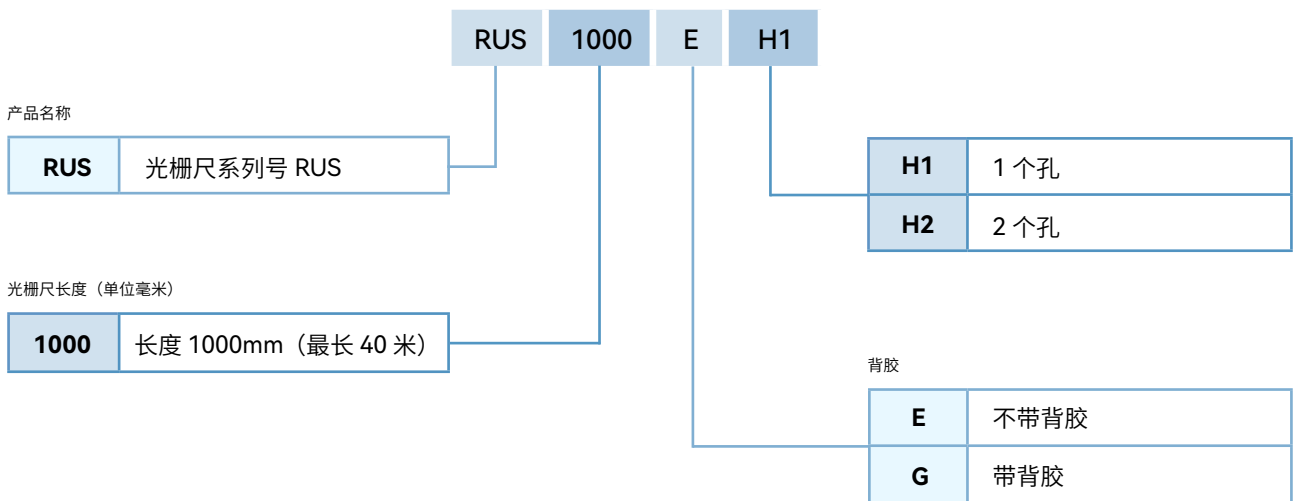 RUS 1000 E H1
产品名称
RUS 光栅尺系列号 RUS
H1 1 个孔
H2 2 个孔
光栅尺长度（单位毫米）
1000 长度 1000mm（最长 40 米）
背胶
E 不带背胶
G 带背胶